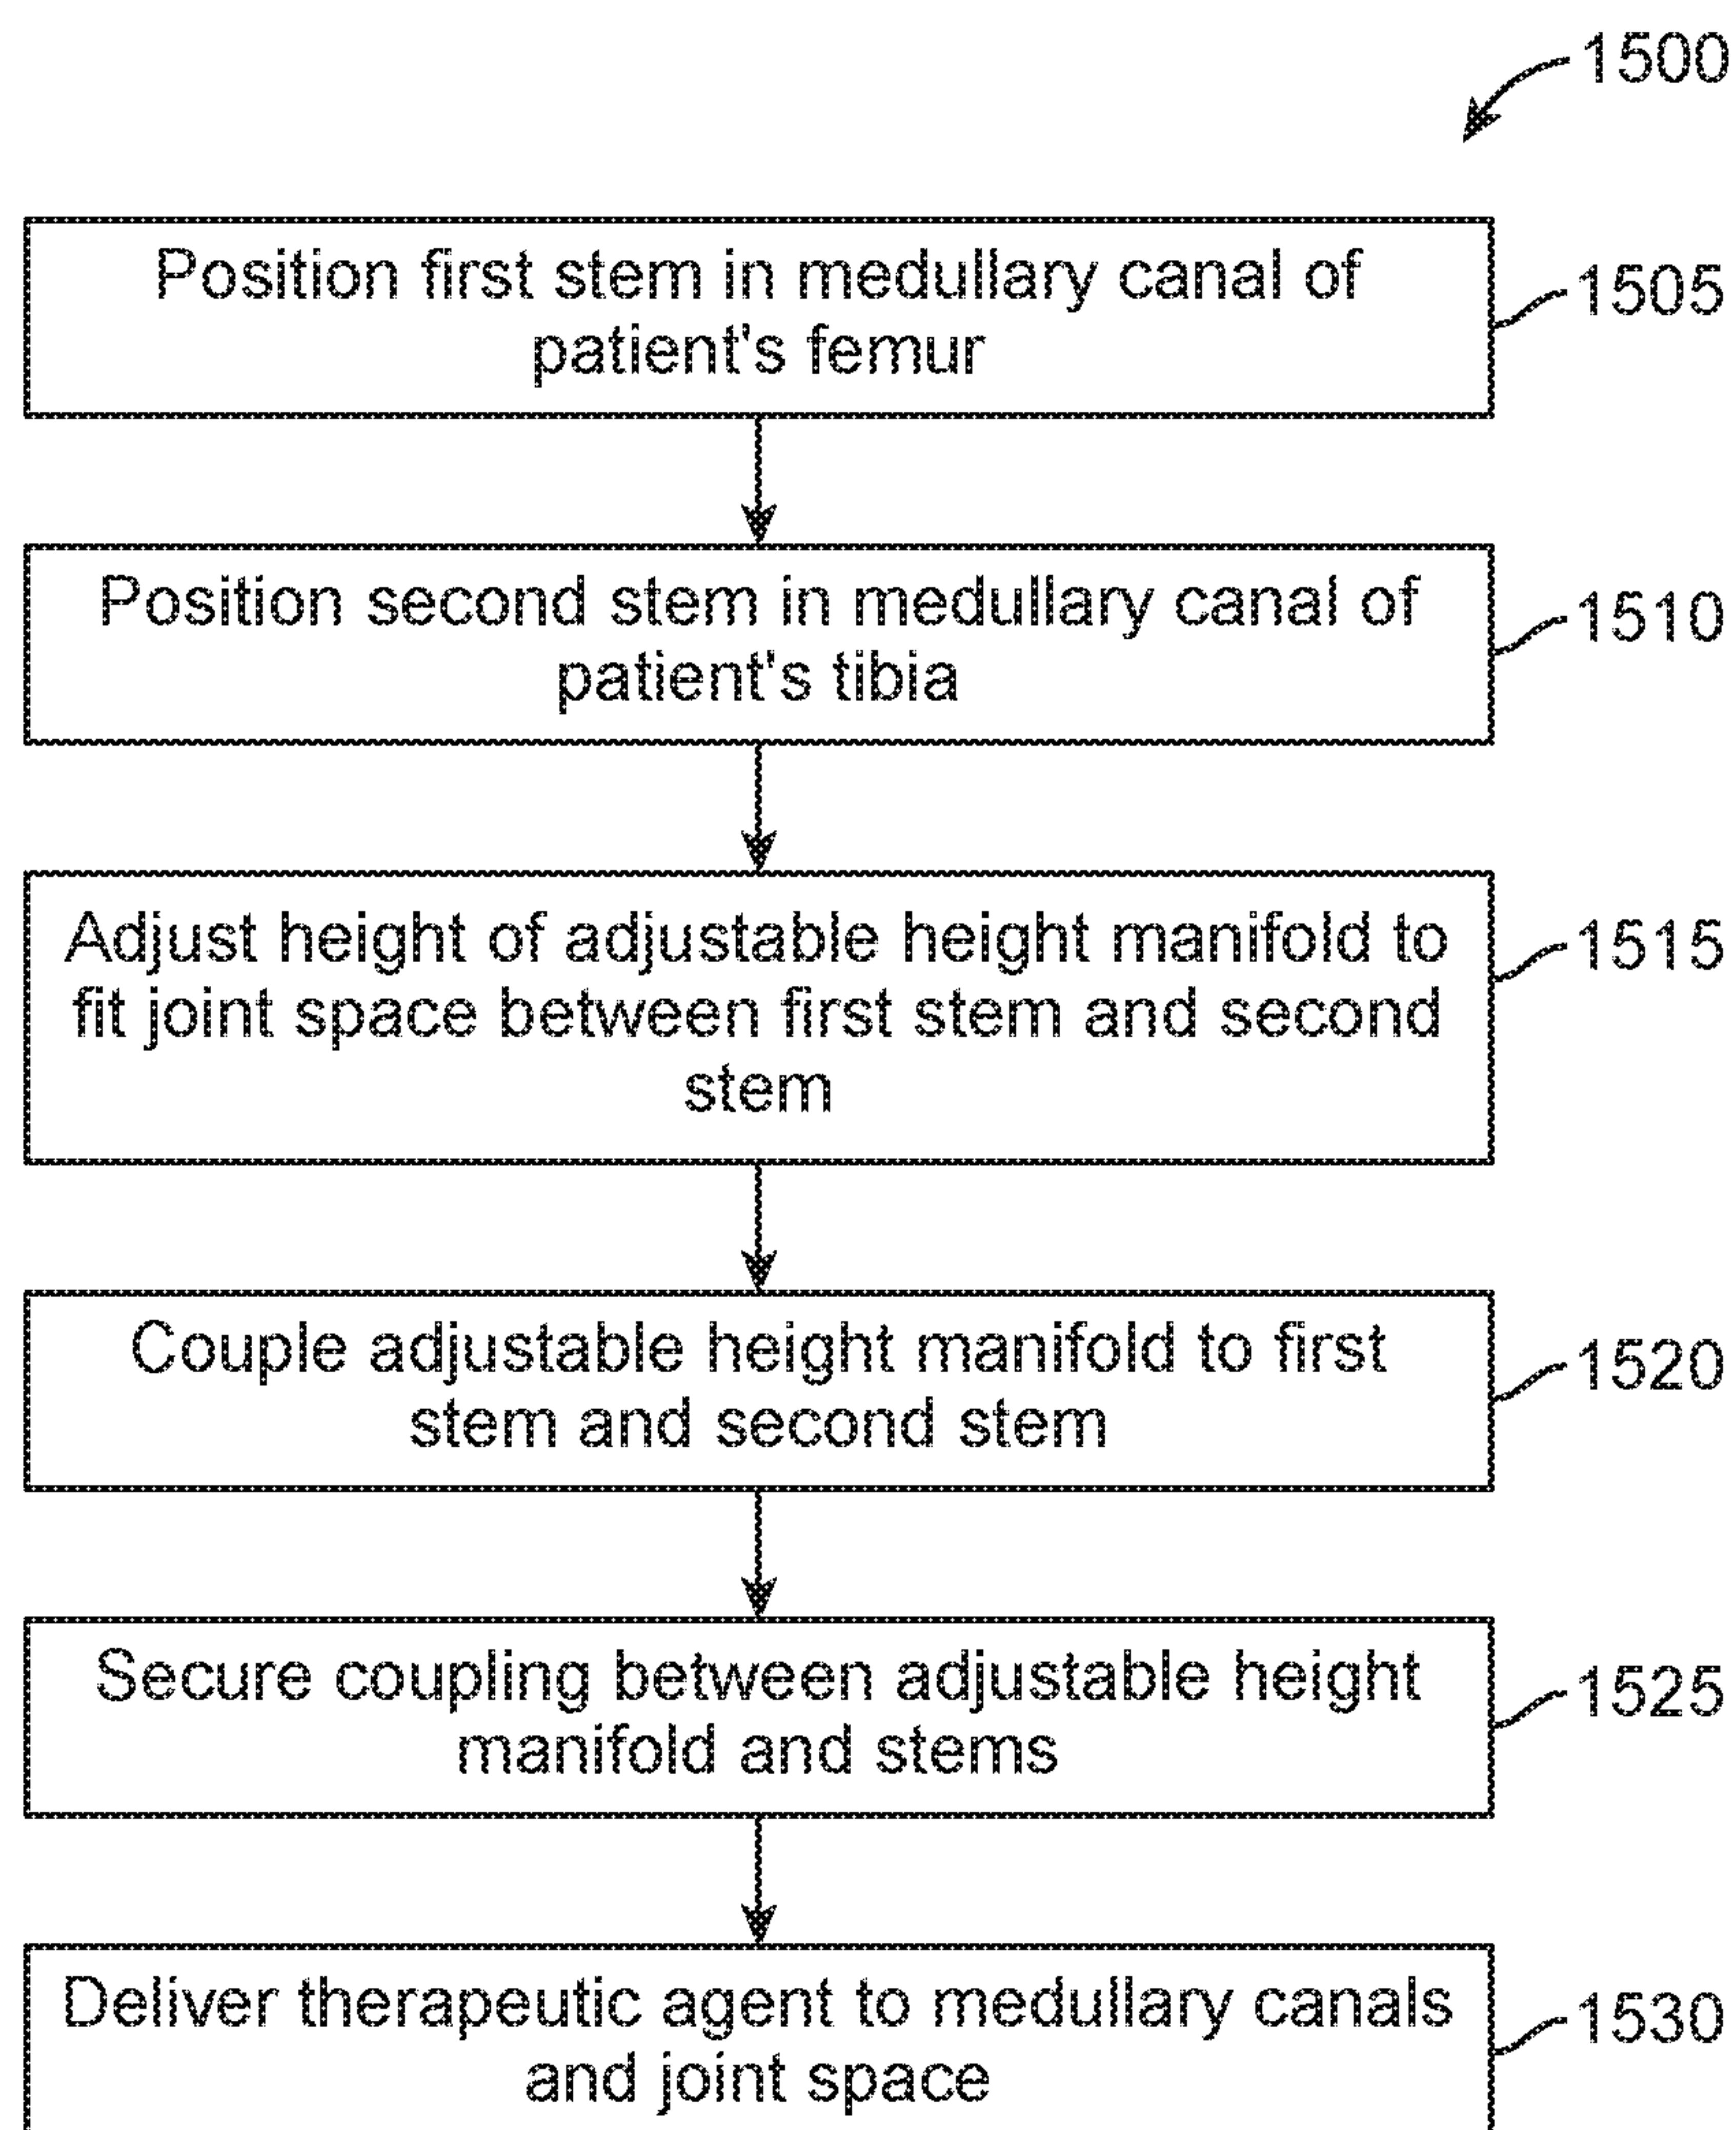 1500
Position first stem in medullary canal of
patient's femur
1505
Position second stem in medullary canal of
patient's tibia
1510
Adjust height of adjustable height manifold to
fit joint space between first stem and second
stem
1515
Couple adjustable height manifold to first
stem and second stem
1520
Secure coupling between adjustable height
manifold and stems
1525
Deliver therapeutic agent to medullary canals
and joint space
1530